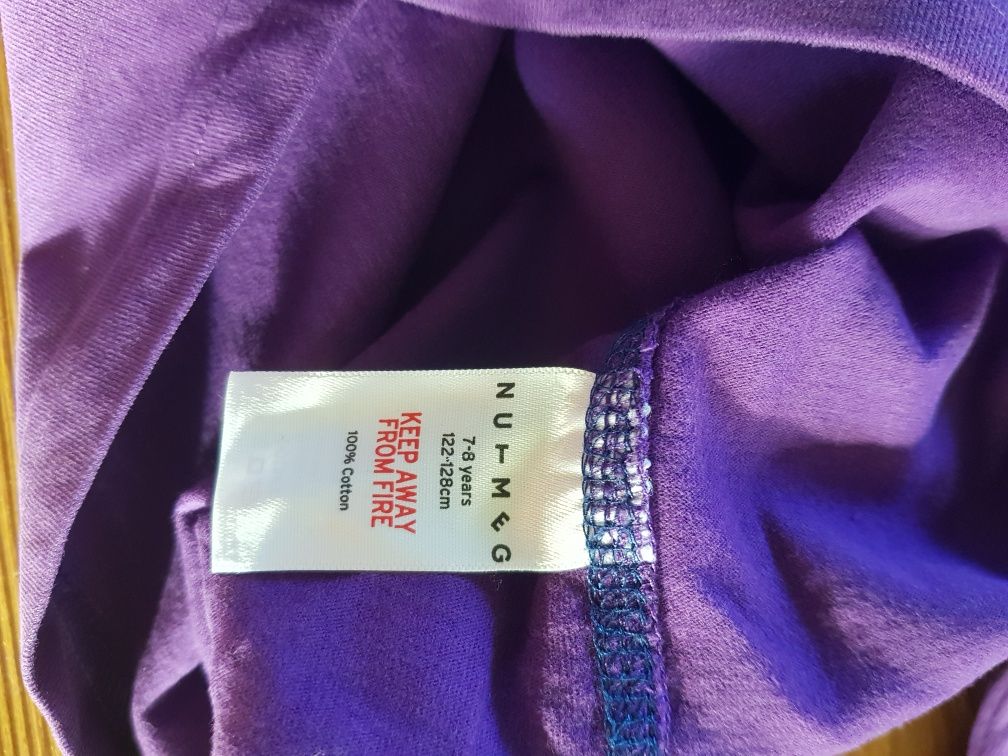 NUTMEG
7-8 years
122-128cm
KEEP AWAY
FROM FIRE
100% Cotton